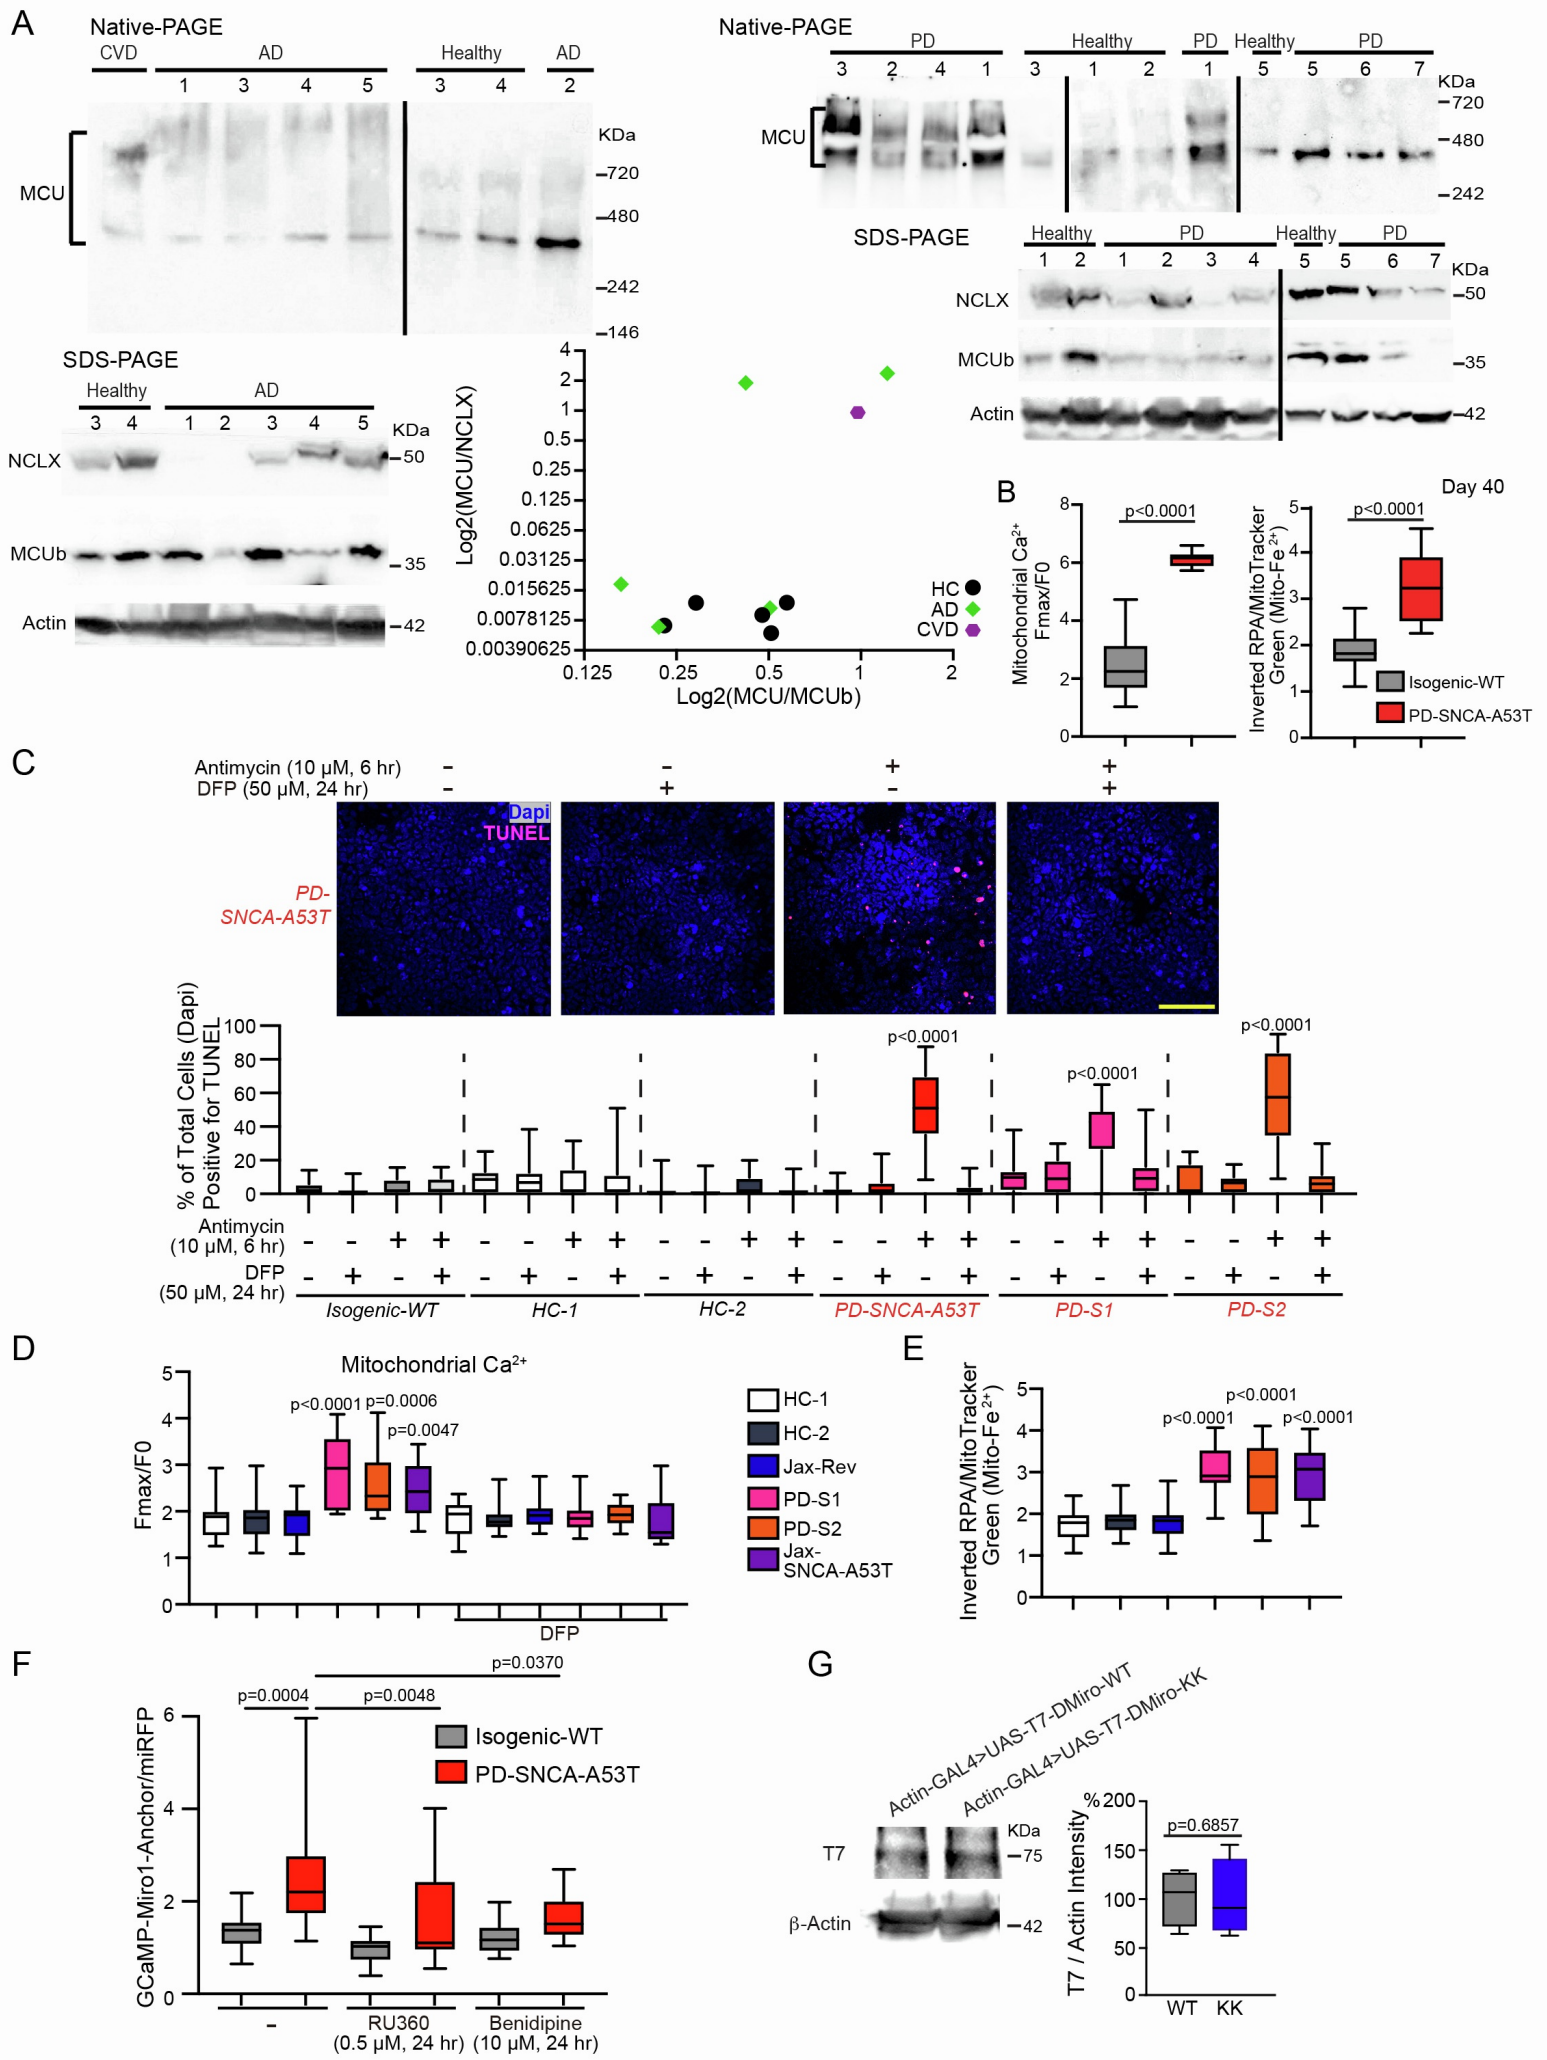 A
Native-PAGE
CVD AD Healthy AD
1 3 4 5 3 4 2
KDa
MCU
720
480
242
146
Native-PAGE
PD Healthy PD Healthy PD
3 2 4 1 3 1 2 1 5 5 6 7
KDa
MCU
720
480
242
SDS-PAGE
Healthy PD Healthy PD
1 2 1 2 3 4 5 5 6 7
KDa
NCLX
50
MCUb
35
Actin
42
SDS-PAGE
Healthy AD
3 4 1 2 3 4 5
KDa
NCLX
50
MCUb
35
Actin
42
Log2(MCU/NCLX)
4
2
1
0.5
0.25
0.125
0.0625
0.03125
0.015625
0.0078125
0.00390625
0.125 0.25 0.5 1 2
Log2(MCU/MCUb)
HC
AD
CVD
B
Day 40
Mitochondrial Ca2+
Fmax/F0
8
6
4
2
0
p<0.0001
Inverted RPA/MitoTracker
Green (Mito-Fe2+)
5
4
3
2
1
0
p<0.0001
Isogenic-WT
PD-SNCA-A53T
C
Antimycin (10 µM, 6 hr) – – + +
DFP (50 µM, 24 hr) – + – +
Dapi
TUNEL
PD-
SNCA-A53T
% of Total Cells (Dapi)
Positive for TUNEL
100
80
60
40
20
0
p<0.0001
p<0.0001
p<0.0001
Antimycin
(10 µM, 6 hr)
- - + + - - + + - - + + - - + + - - + + - - + +
DFP
(50 µM, 24 hr)
- + - + - + - + - + - + - + - + - + - + - + - +
Isogenic-WT HC-1 HC-2 PD-SNCA-A53T PD-S1 PD-S2
D
Mitochondrial Ca2+
Fmax/F0
5
4
3
2
1
0
p<0.0001
p=0.0006
p=0.0047
DFP
HC-1
HC-2
Jax-Rev
PD-S1
PD-S2
Jax-
SNCA-A53T
E
Inverted RPA/MitoTracker
Green (Mito-Fe2+)
5
4
3
2
1
0
p<0.0001
p<0.0001
p<0.0001
F
GCaMP-Miro1-Anchor/miRFP
6
4
2
0
p=0.0370
p=0.0004
p=0.0048
Isogenic-WT
PD-SNCA-A53T
-
RU360
(0.5 µM, 24 hr)
Benidipine
(10 µM, 24 hr)
G
Actin-GAL4>UAS-T7-DMiro-WT
Actin-GAL4>UAS-T7-DMiro-KK
KDa
T7
75
β-Actin
42
T7 / Actin Intensity
%
200
150
100
50
0
p=0.6857
WT KK